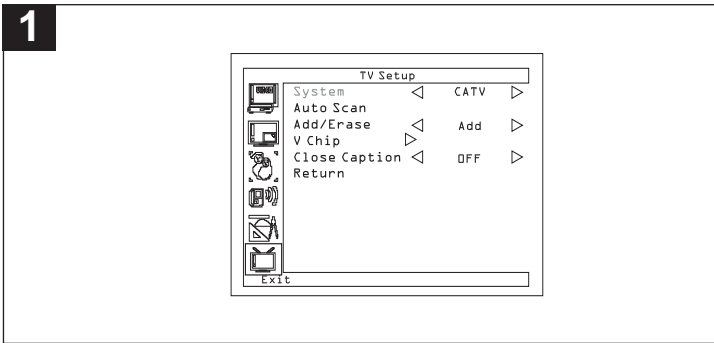 1
TV Setup
System ◁ CATV ▷
Auto Scan
Add/Erase ◁ Add ▷
V Chip ▷
Close Caption ◁ OFF ▷
Return
Exit